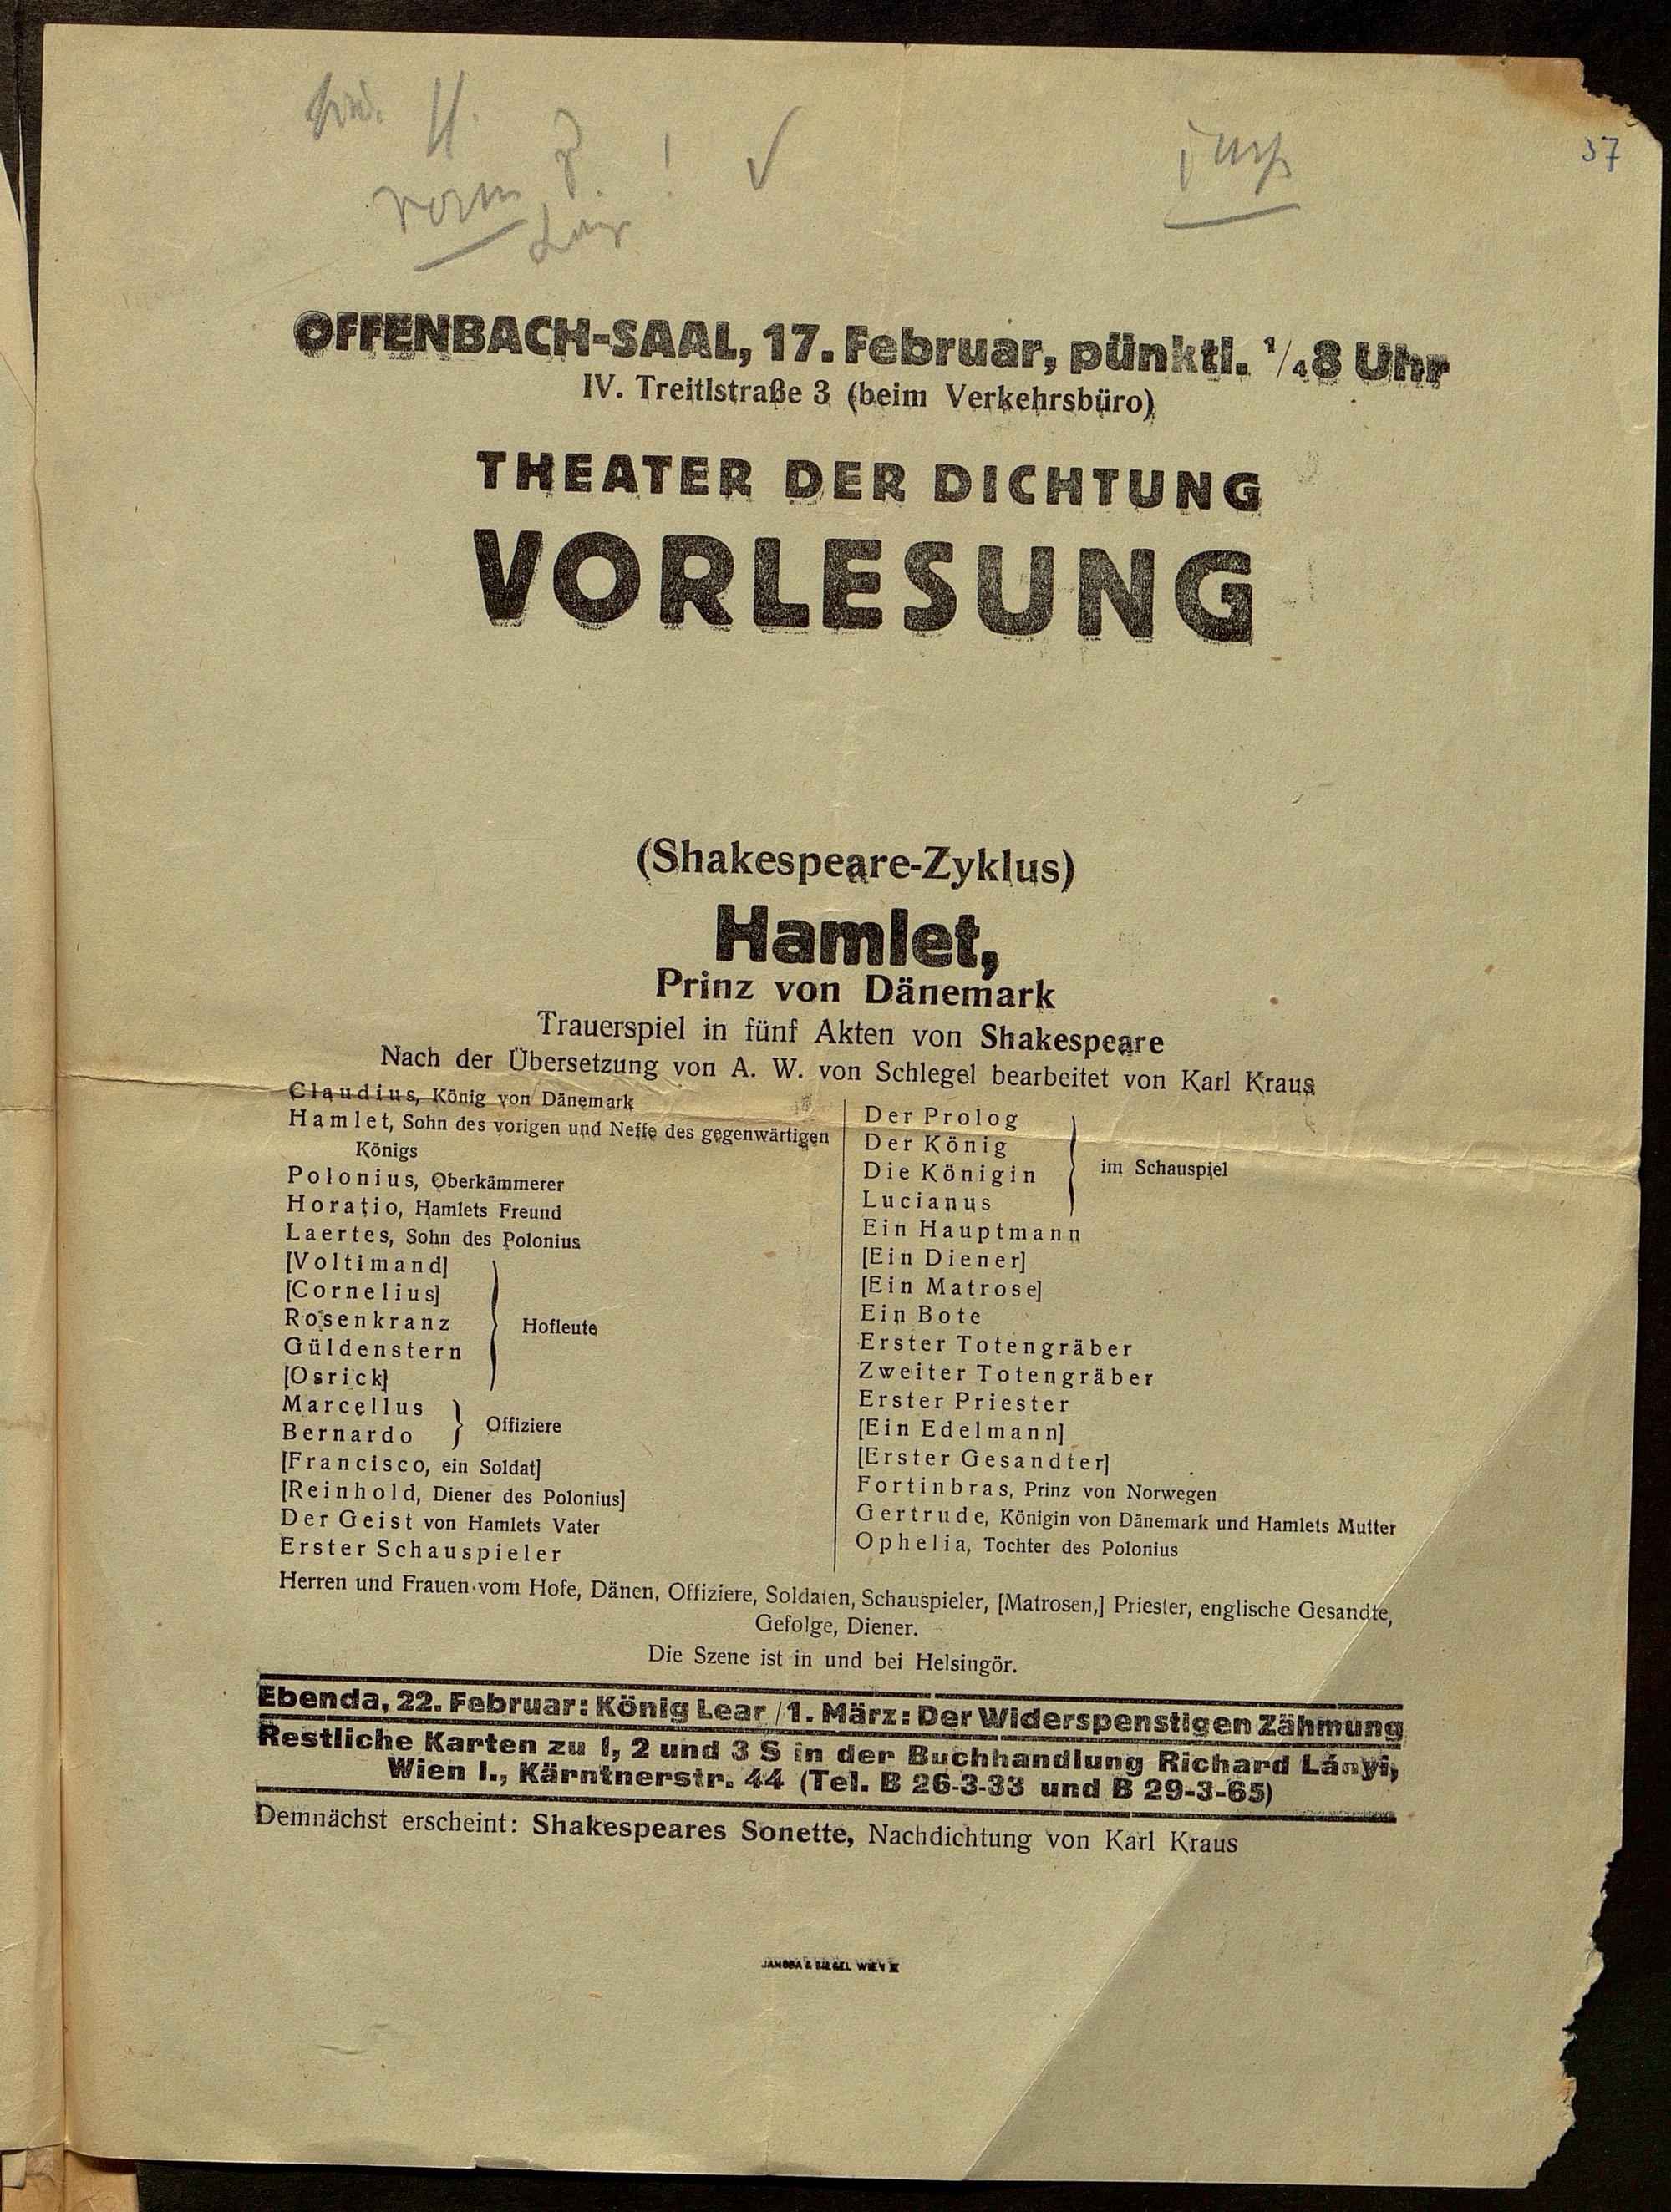 37
OFFENBACH-SAAL, 17. Februar, pünktl. 1/48 Uhr
IV. Treitlstraße 3 (beim Verkehrsbüro)
THEATER DER DICHTUNG
VORLESUNG
(Shakespeare-Zyklus)
Hamlet,
Prinz von Dänemark
Trauerspiel in fünf Akten von Shakespeare
Nach der Übersetzung von A. W. von Schlegel bearbeitet von Karl Kraus
Claudius, König von Dänemark
Hamlet, Sohn des vorigen und Neffe des gegenwärtigen
Königs
Polonius, Oberkämmerer
Horatio, Hamlets Freund
Laertes, Sohn des Polonius
[Voltimand]
[Cornelius]
Rosenkranz
Güldenstern
[Osrick]
Hofleute
Marcellus
Bernardo
Offiziere
[Francisco, ein Soldat]
[Reinhold, Diener des Polonius]
Der Geist von Hamlets Vater
Erster Schauspieler
Der Prolog
Der König
Die Königin
Lucianus
im Schauspiel
Ein Hauptmann
[Ein Diener]
[Ein Matrose]
Ein Bote
Erster Totengräber
Zweiter Totengräber
Erster Priester
[Ein Edelmann]
[Erster Gesandter]
Fortinbras, Prinz von Norwegen
Gertrude, Königin von Dänemark und Hamlets Mutter
Ophelia, Tochter des Polonius
Herren und Frauen vom Hofe, Dänen, Offiziere, Soldaten, Schauspieler, [Matrosen,] Priester, englische Gesandte,
Gefolge, Diener.
Die Szene ist in und bei Helsingör.
Ebenda, 22. Februar: König Lear / 1. März: Der Widerspenstigen Zähmung
Restliche Karten zu 1, 2 und 3 S in der Buchhandlung Richard Lányi,
Wien I., Kärntnerstr. 44 (Tel. B 26-3-33 und B 29-3-65)
Demnächst erscheint: Shakespeares Sonette, Nachdichtung von Karl Kraus